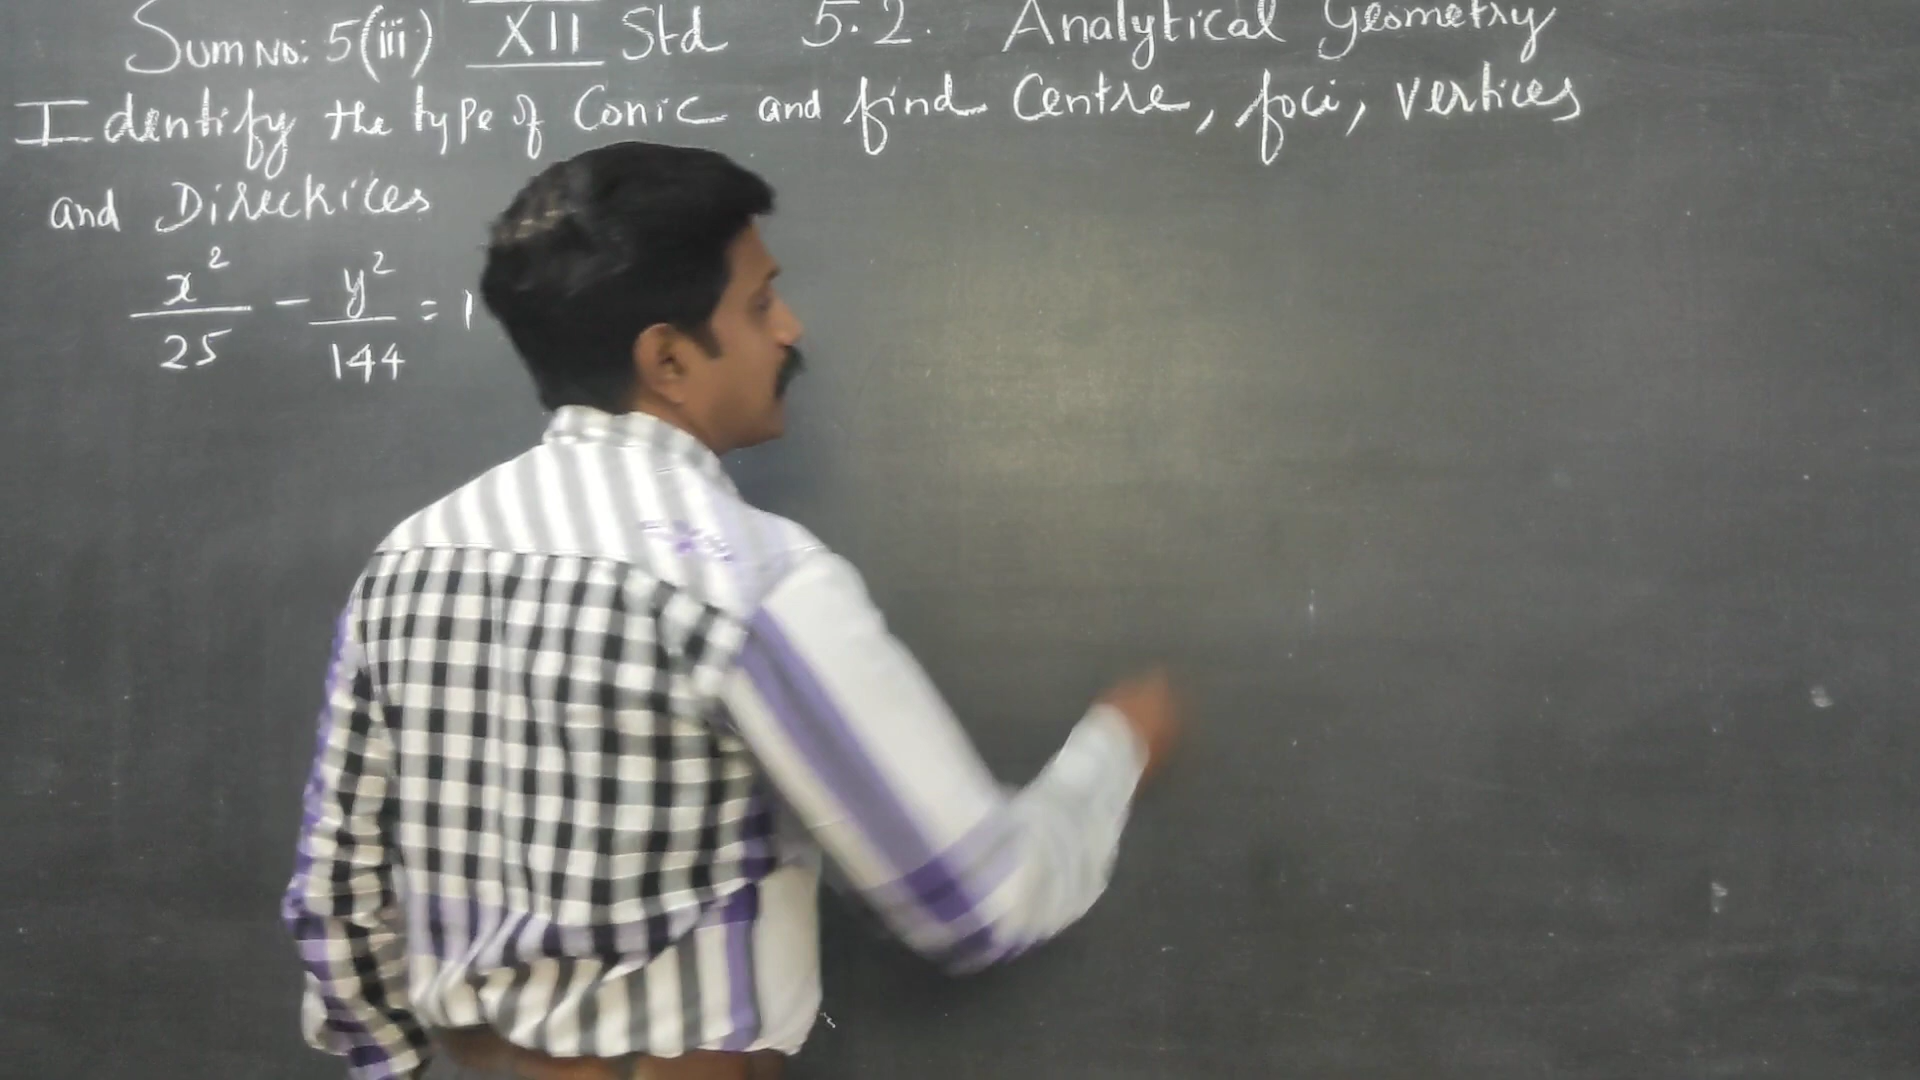 Sum No: 5(iii) XII Std 5.2. Analytical Geometry
Identify the type of Conic and find Centre, foci, vertices
and Directrices
x²/25 - y²/144 = 1